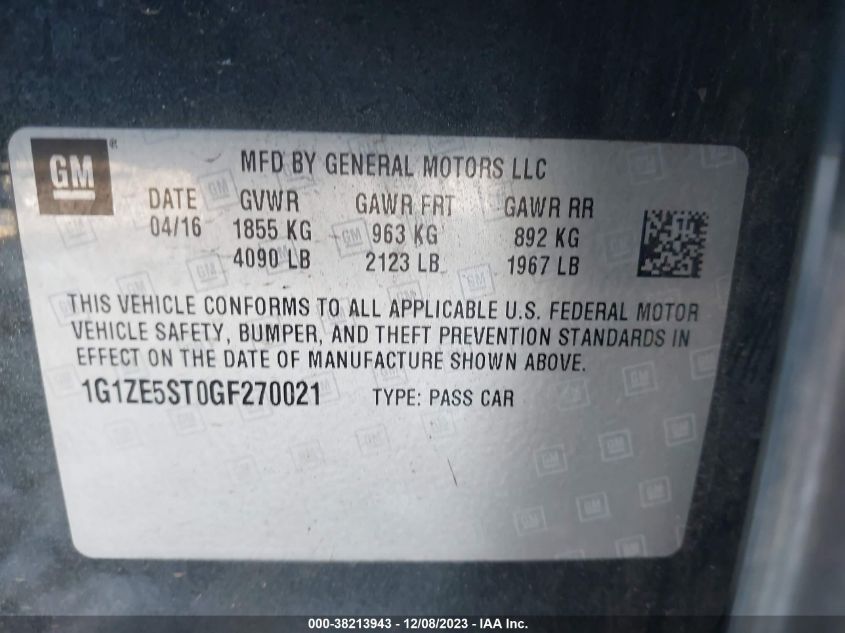 GM®
MFD BY GENERAL MOTORS LLC
DATE GVWR GAWR FRT GAWR RR
04/16 1855 KG 963 KG 892 KG
4090 LB 2123 LB 1967 LB
THIS VEHICLE CONFORMS TO ALL APPLICABLE U.S. FEDERAL MOTOR
VEHICLE SAFETY, BUMPER, AND THEFT PREVENTION STANDARDS IN
EFFECT ON THE DATE OF MANUFACTURE SHOWN ABOVE.
1G1ZE5ST0GF270021 TYPE: PASS CAR
000-38213943 - 12/08/2023 - IAA Inc.